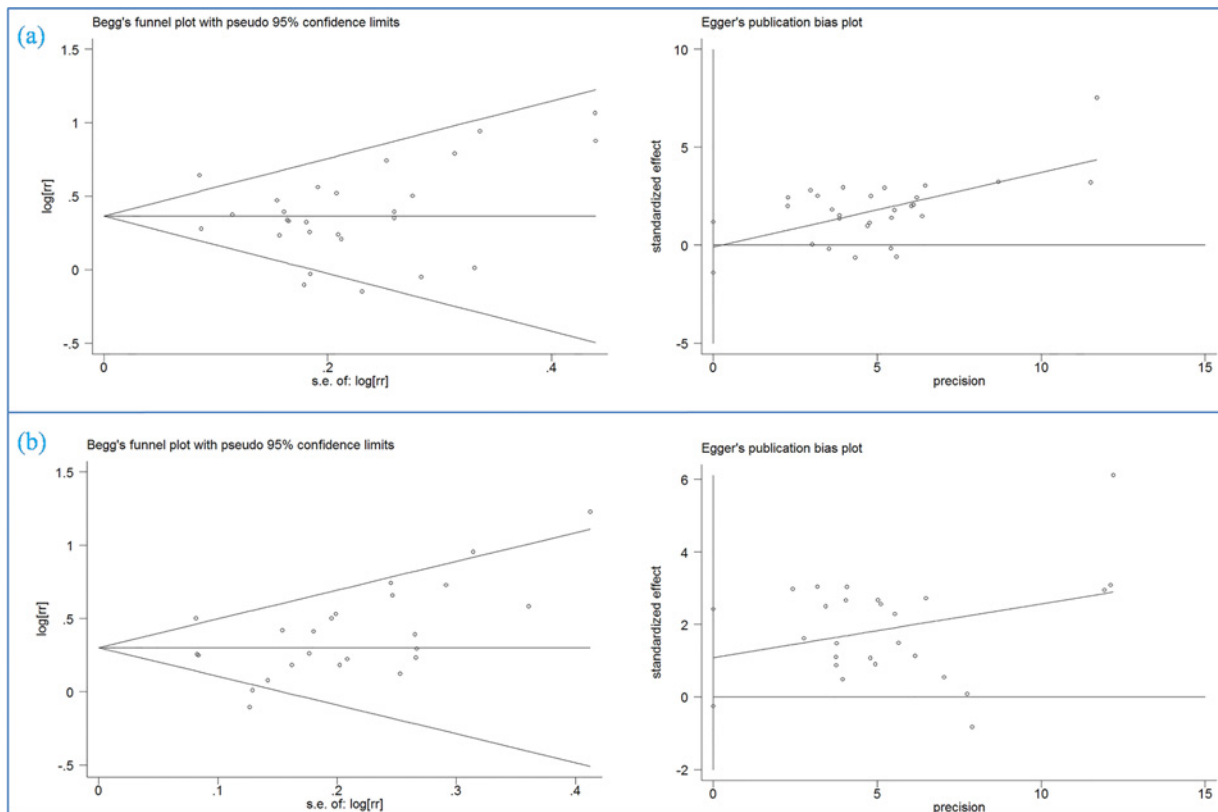 (a)
Begg's funnel plot with pseudo 95% confidence limits
1.5
1
.5
0
-.5
log[rr]
0
.2
.4
s.e. of: log[rr]
Egger's publication bias plot
10
5
0
-5
standardized effect
0
5
10
15
precision
(b)
Begg's funnel plot with pseudo 95% confidence limits
1.5
1
.5
0
-.5
log[rr]
0
.1
.2
.3
.4
s.e. of: log[rr]
Egger's publication bias plot
6
4
2
0
-2
standardized effect
0
5
10
15
precision